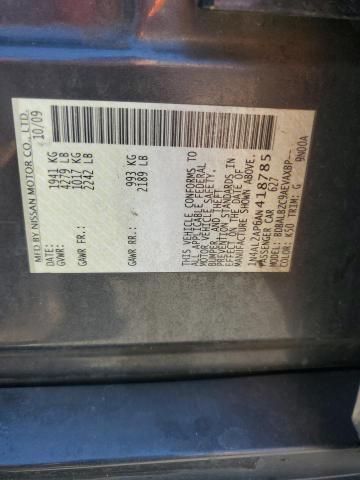 MFD BY NISSAN MOTOR CO., LTD.
DATE: 10/09
GVWR: 1941 KG
4279 LB
GAWR FR: 1017 KG
2242 LB
GAWR RR: 993 KG
2189 LB
THIS VEHICLE CONFORMS TO
ALL APPLICABLE FEDERAL
MOTOR VEHICLE SAFETY,
BUMPER, AND THEFT
PREVENTION STANDARDS IN
EFFECT ON THE DATE OF
MANUFACTURE SHOWN ABOVE.
1N4AL2AP6AN418785
PASSENGER CAR 627
BDBALBZC9AEVAX8P-- 9N00A
COLOR: K50 TRIM: G